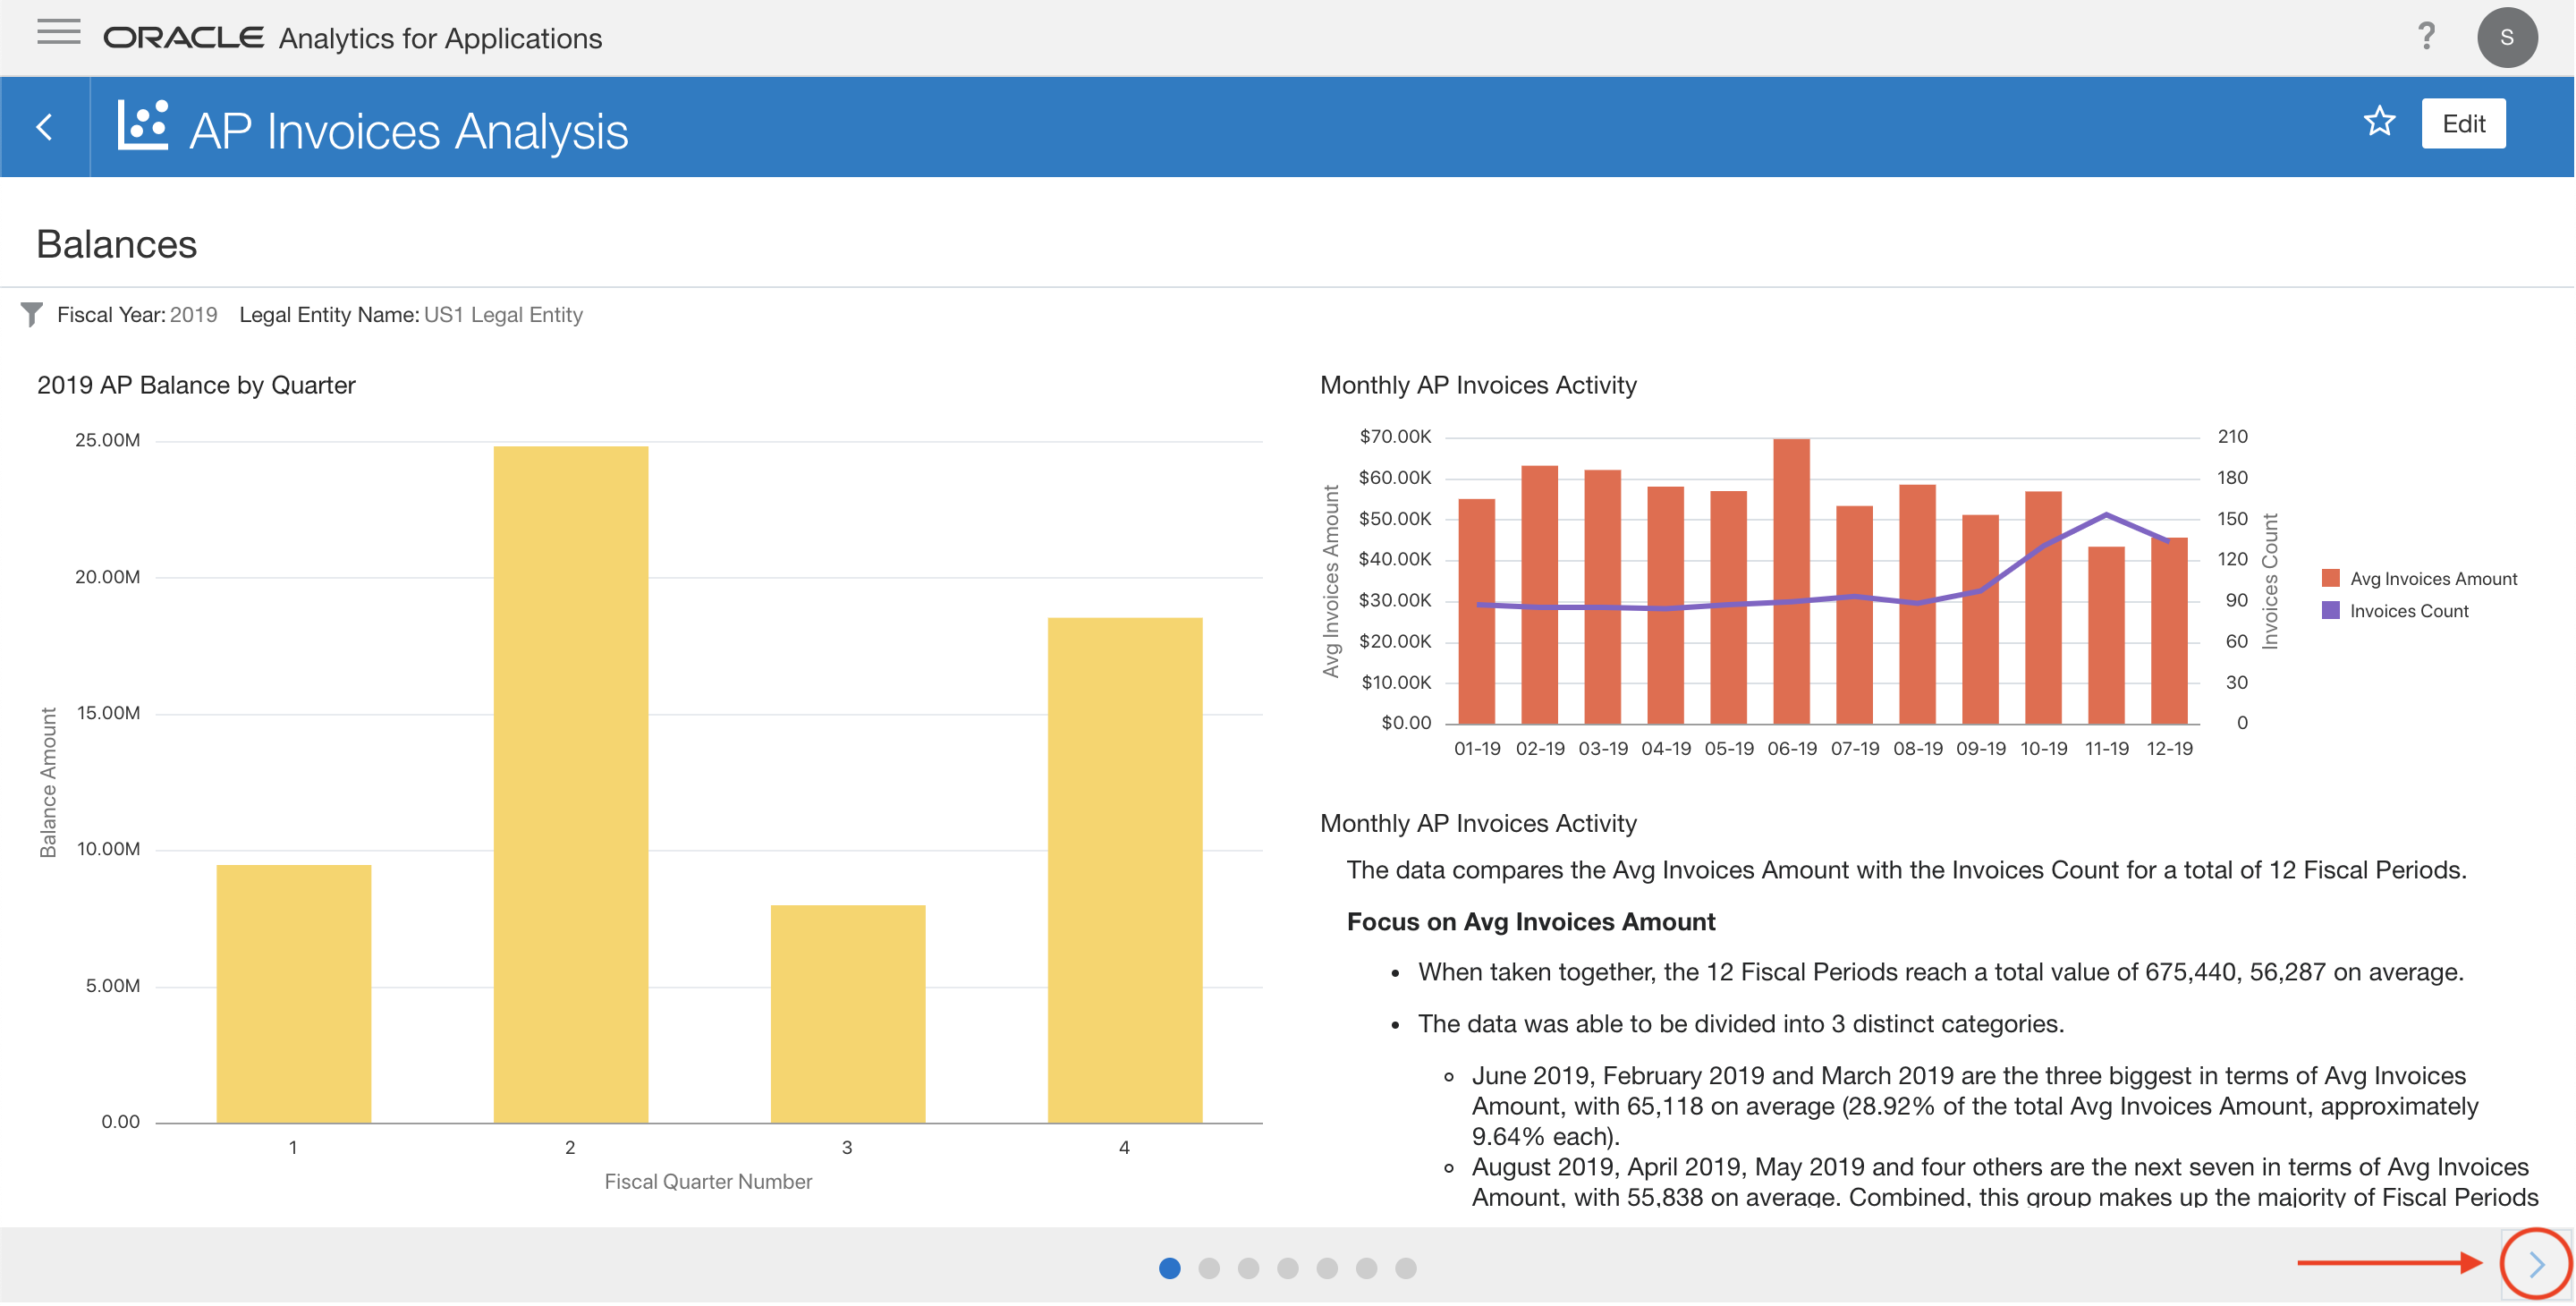 ORACLE Analytics for Applications
?
S
AP Invoices Analysis
Edit
Balances
Fiscal Year: 2019 Legal Entity Name: US1 Legal Entity
2019 AP Balance by Quarter
25.00M
20.00M
15.00M
10.00M
5.00M
0.00
Balance Amount
1 2 3 4
Fiscal Quarter Number
Monthly AP Invoices Activity
$70.00K
$60.00K
$50.00K
$40.00K
$30.00K
$20.00K
$10.00K
$0.00
Avg Invoices Amount
210
180
150
120
90
60
30
0
Invoices Count
01-19 02-19 03-19 04-19 05-19 06-19 07-19 08-19 09-19 10-19 11-19 12-19
Avg Invoices Amount
Invoices Count
Monthly AP Invoices Activity
The data compares the Avg Invoices Amount with the Invoices Count for a total of 12 Fiscal Periods.
Focus on Avg Invoices Amount
• When taken together, the 12 Fiscal Periods reach a total value of 675,440, 56,287 on average.
• The data was able to be divided into 3 distinct categories.
June 2019, February 2019 and March 2019 are the three biggest in terms of Avg Invoices
Amount, with 65,118 on average (28.92% of the total Avg Invoices Amount, approximately
9.64% each).
August 2019, April 2019, May 2019 and four others are the next seven in terms of Avg Invoices
Amount, with 55,838 on average. Combined, this group makes up the majority of Fiscal Periods